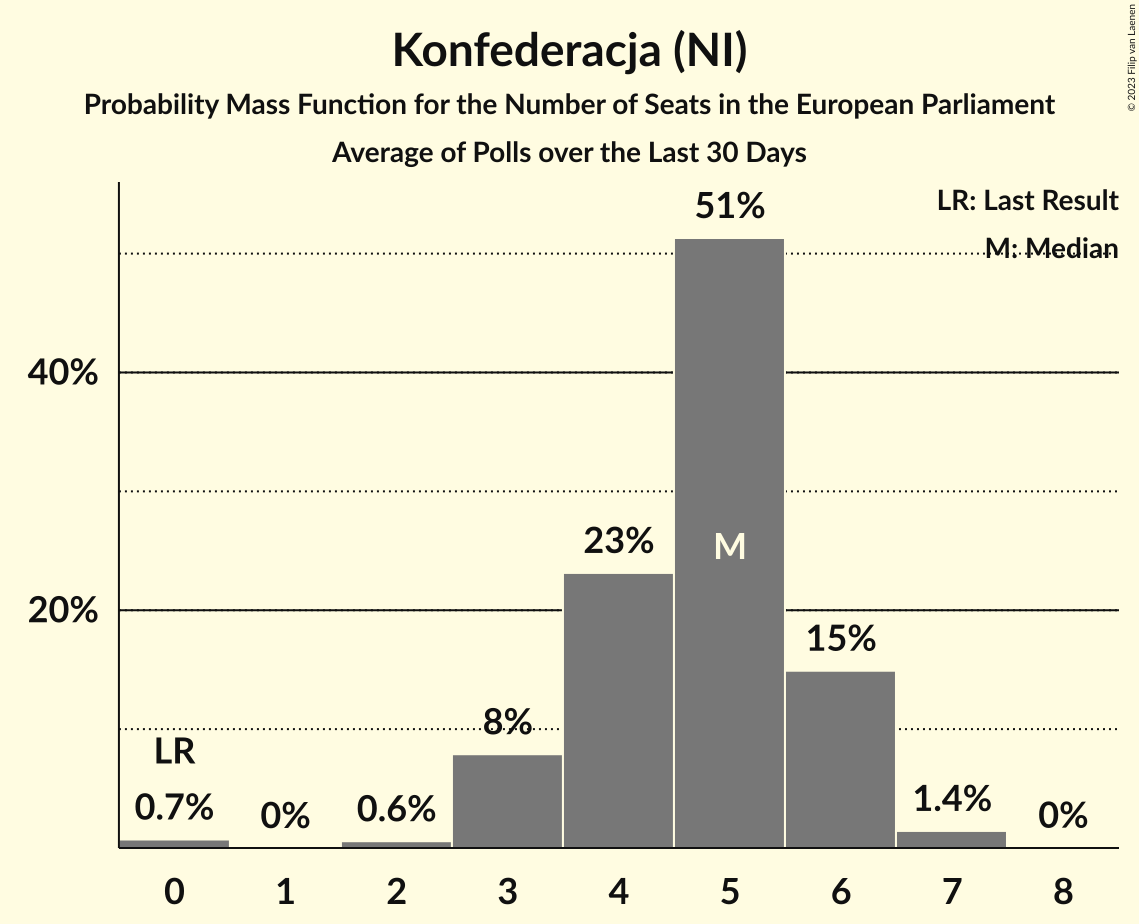 Konfederacja (NI)
Probability Mass Function for the Number of Seats in the European Parliament
Average of Polls over the Last 30 Days
© 2023 Filip van Laenen
LR: Last Result
M: Median
51%
40%
23%
M
20%
15%
8%
LR
0.7%
0%
0.6%
1.4%
0%
0 1 2 3 4 5 6 7 8